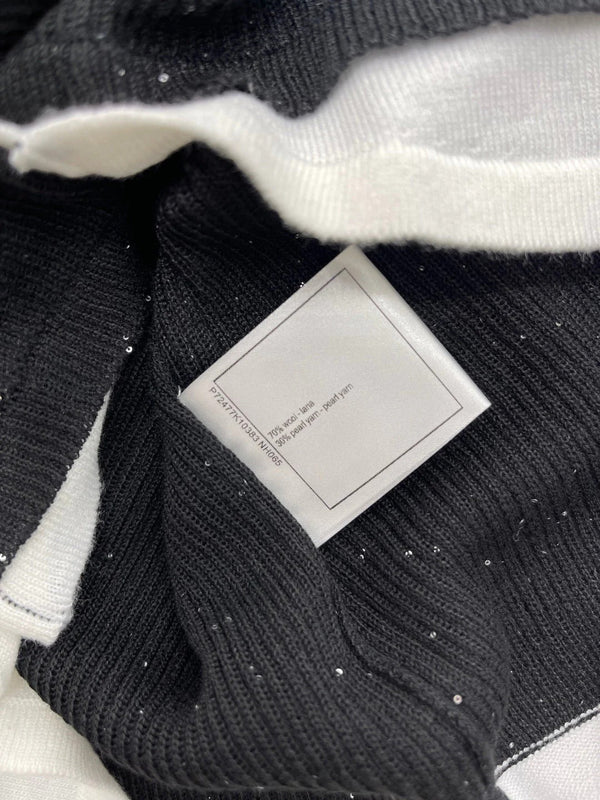 70% wool - lana
30% pearl yarn - pearl yarn
P72477K10383 NH065